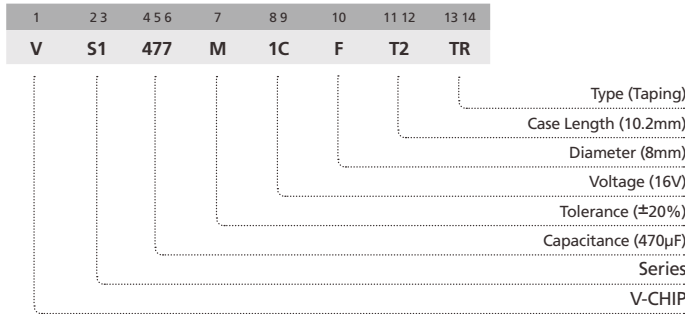 1 2 3 4 5 6 7 8 9 10 11 12 13 14
V S1 477 M 1C F T2 TR
Type (Taping)
Case Length (10.2mm)
Diameter (8mm)
Voltage (16V)
Tolerance (±20%)
Capacitance (470µF)
Series
V-CHIP